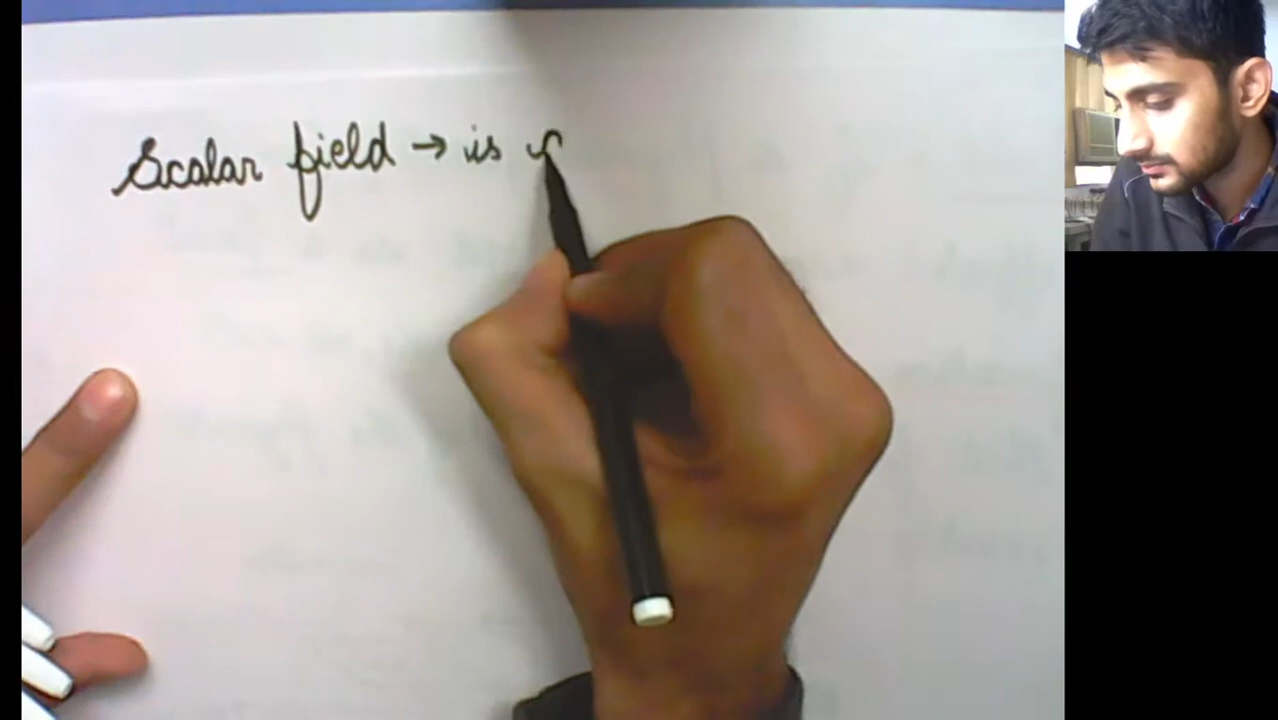 Scalar field → is